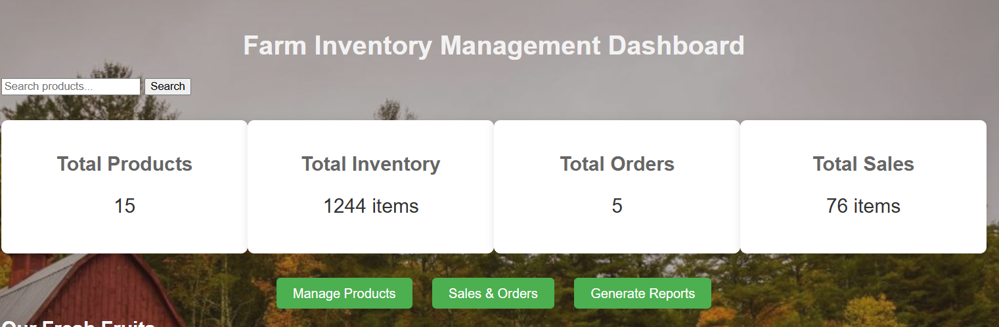 Farm Inventory Management Dashboard
Search products... Search
Total Products Total Inventory Total Orders Total Sales
15 1244 items 5 76 items
Manage Products Sales & Orders Generate Reports
Our Fresh Fruits